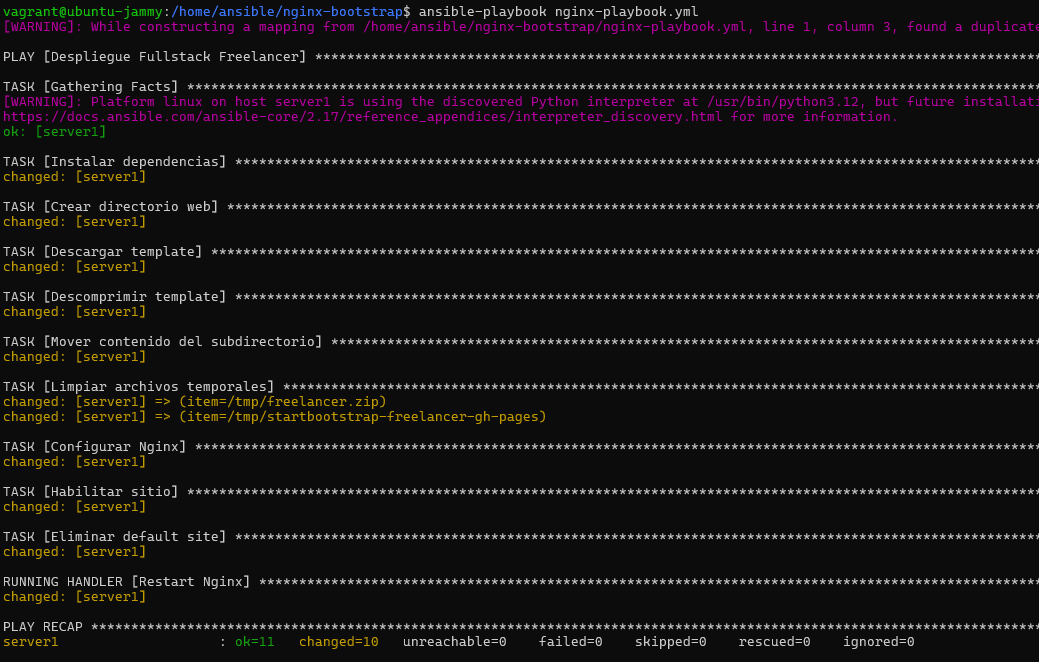 vagrant@ubuntu-jammy:/home/ansible/nginx-bootstrap$ ansible-playbook nginx-playbook.yml
[WARNING]: While constructing a mapping from /home/ansible/nginx-bootstrap/nginx-playbook.yml, line 1, column 3, found a duplicate
PLAY [Despliegue Fullstack Freelancer] *******************************************************************************************
TASK [Gathering Facts] ***********************************************************************************************************
[WARNING]: Platform linux on host server1 is using the discovered Python interpreter at /usr/bin/python3.12, but future installati
https://docs.ansible.com/ansible-core/2.17/reference_appendices/interpreter_discovery.html for more information.
ok: [server1]
TASK [Instalar dependencias] *****************************************************************************************************
changed: [server1]
TASK [Crear directorio web] ******************************************************************************************************
changed: [server1]
TASK [Descargar template] ********************************************************************************************************
changed: [server1]
TASK [Descomprimir template] *****************************************************************************************************
changed: [server1]
TASK [Mover contenido del subdirectorio] *****************************************************************************************
changed: [server1]
TASK [Limpiar archivos temporales] ***********************************************************************************************
changed: [server1] => (item=/tmp/freelancer.zip)
changed: [server1] => (item=/tmp/startbootstrap-freelancer-gh-pages)
TASK [Configurar Nginx] **********************************************************************************************************
changed: [server1]
TASK [Habilitar sitio] ***********************************************************************************************************
changed: [server1]
TASK [Eliminar default site] *****************************************************************************************************
changed: [server1]
RUNNING HANDLER [Restart Nginx] **************************************************************************************************
changed: [server1]
PLAY RECAP ***********************************************************************************************************************
server1                    : ok=11   changed=10   unreachable=0    failed=0    skipped=0    rescued=0    ignored=0